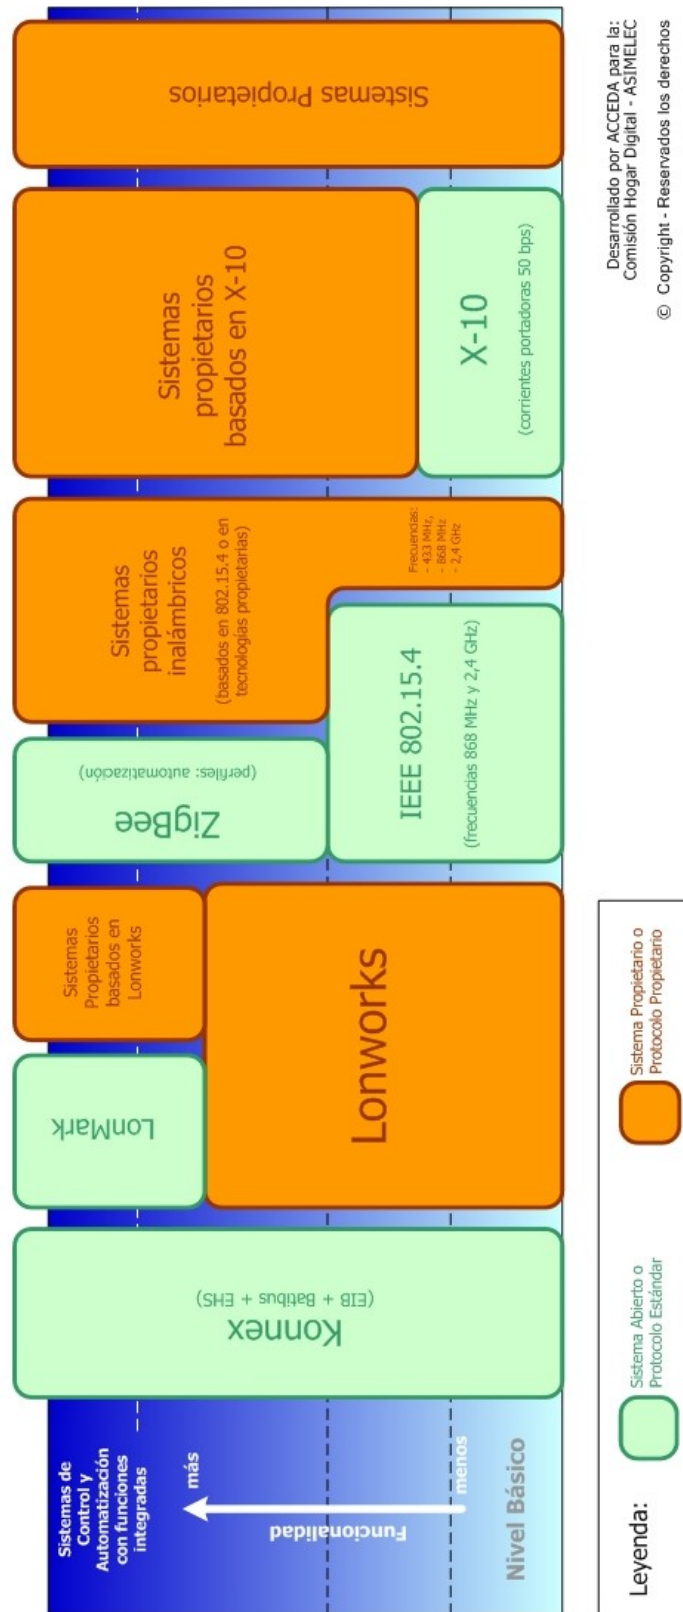 Sistemas de
Control y
Automatización
con funciones
integradas
más
Funcionalidad
menos
Nivel Básico
Konnex
(EIB + Batibus + EHS)
LonMark
Sistemas
Propietarios
basados en
Lonworks
Lonworks
ZigBee
(perfiles: automatización)
Sistemas
propietarios
inalámbricos
(basados en 802.15.4 o en
tecnologías propietarias)
Frecuencias:
- 433 MHz,
- 868 MHz
- 2,4 GHz
IEEE 802.15.4
(frecuencias 868 MHz y 2,4 GHz)
Sistemas
propietarios
basados en X-10
X-10
(corrientes portadoras 50 bps)
Sistemas Propietarios
Leyenda:
Sistema Abierto o
Protocolo Estándar
Sistema Propietario o
Protocolo Propietario
Desarrollado por ACCEDA para la:
Comisión Hogar Digital - ASIMELEC
© Copyright - Reservados los derechos